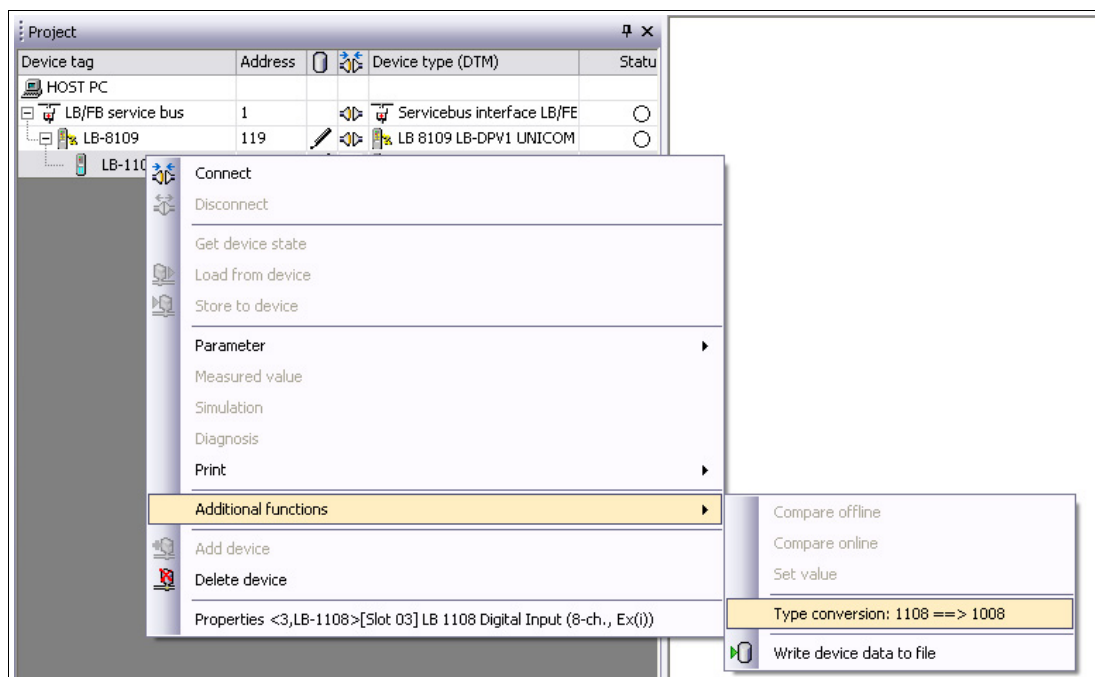 Project
Device tag Address Device type (DTM) Statu
HOST PC
LB/FB service bus 1 Servicebus interface LB/FE
LB-8109 119 LB 8109 LB-DPV1 UNICOM
LB-110
Connect
Disconnect
Get device state
Load from device
Store to device
Parameter
Measured value
Simulation
Diagnosis
Print
Additional functions
Add device
Delete device
Properties <3,LB-1108>[Slot 03] LB 1108 Digital Input (8-ch., Ex(i))
Compare offline
Compare online
Set value
Type conversion: 1108 ==> 1008
Write device data to file